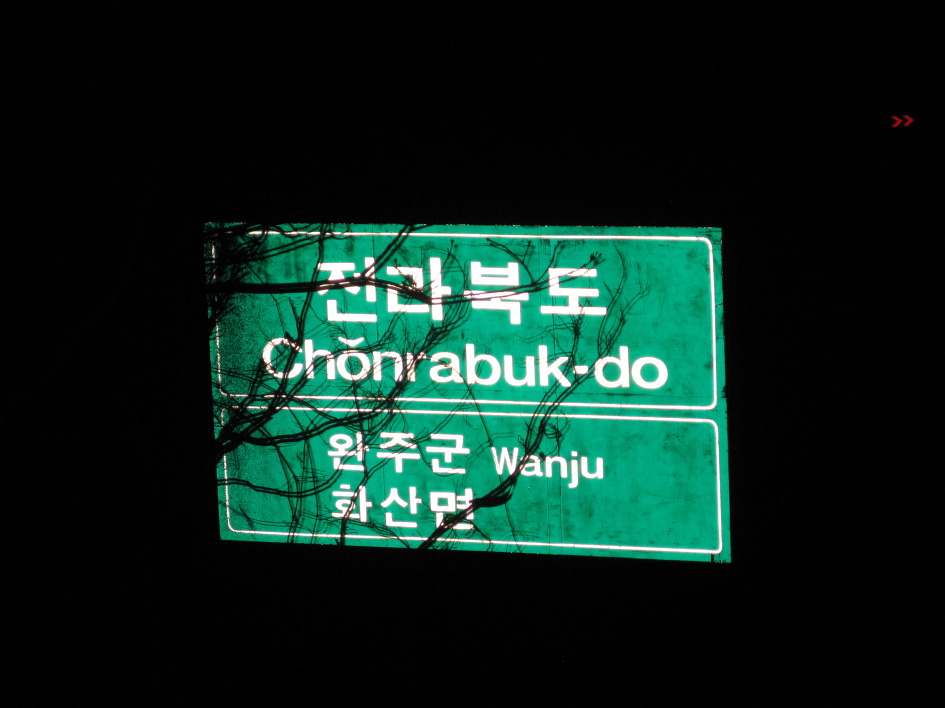 전라북도
Chŏnrabuk-do
완주군 Wanju
화산면